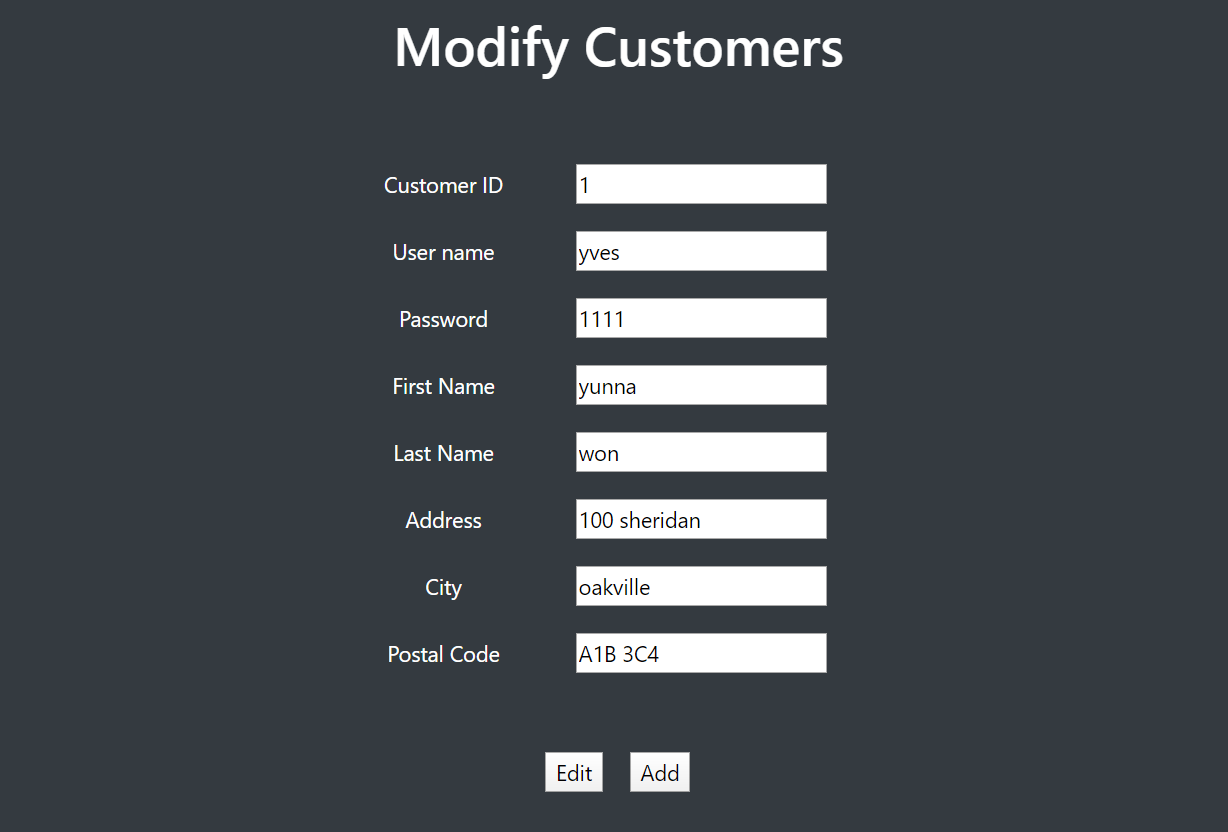 Modify Customers
Customer ID 1
User name yves
Password 1111
First Name yunna
Last Name won
Address 100 sheridan
City oakville
Postal Code A1B 3C4
Edit Add